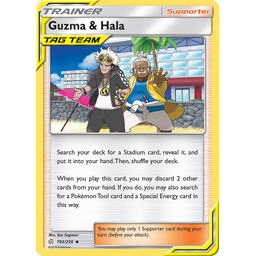 TRAINER Supporter
Guzma & Hala
TAG TEAM
Search your deck for a Stadium card, reveal it, and
put it into your hand. Then, shuffle your deck.
When you play this card, you may discard 2 other
cards from your hand. If you do, you may also search
for a Pokémon Tool card and a Special Energy card in
this way.
Illus. Ken Sugimori
193/236
You may play only 1 Supporter card during your
turn (before your attack).